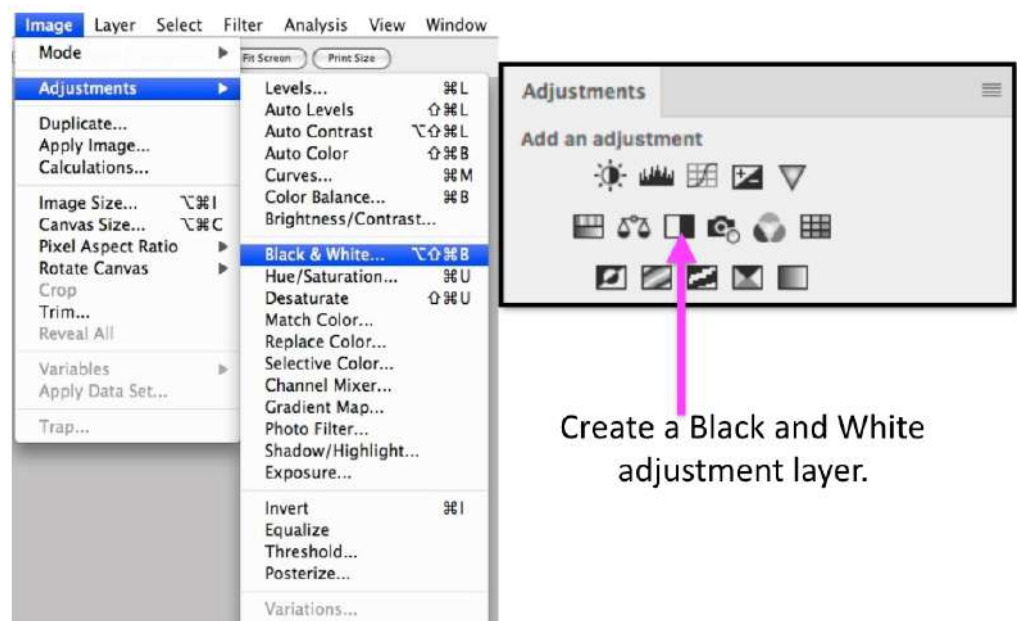 Image Layer Select Filter Analysis View Window
Mode
Fit Screen Print Size
Adjustments
Duplicate...
Apply Image...
Calculations...
Image Size... ⌥⌘I
Canvas Size... ⌥⌘C
Pixel Aspect Ratio
Rotate Canvas
Crop
Trim...
Reveal All
Variables
Apply Data Set...
Trap...
Levels... ⌘L
Auto Levels ⇧⌘L
Auto Contrast ⌥⇧⌘L
Auto Color ⇧⌘B
Curves... ⌘M
Color Balance... ⌘B
Brightness/Contrast...
Black & White... ⌥⇧⌘B
Hue/Saturation... ⌘U
Desaturate ⇧⌘U
Match Color...
Replace Color...
Selective Color...
Channel Mixer...
Gradient Map...
Photo Filter...
Shadow/Highlight...
Exposure...
Invert ⌘I
Equalize
Threshold...
Posterize...
Variations...
Adjustments
Add an adjustment
Create a Black and White
adjustment layer.